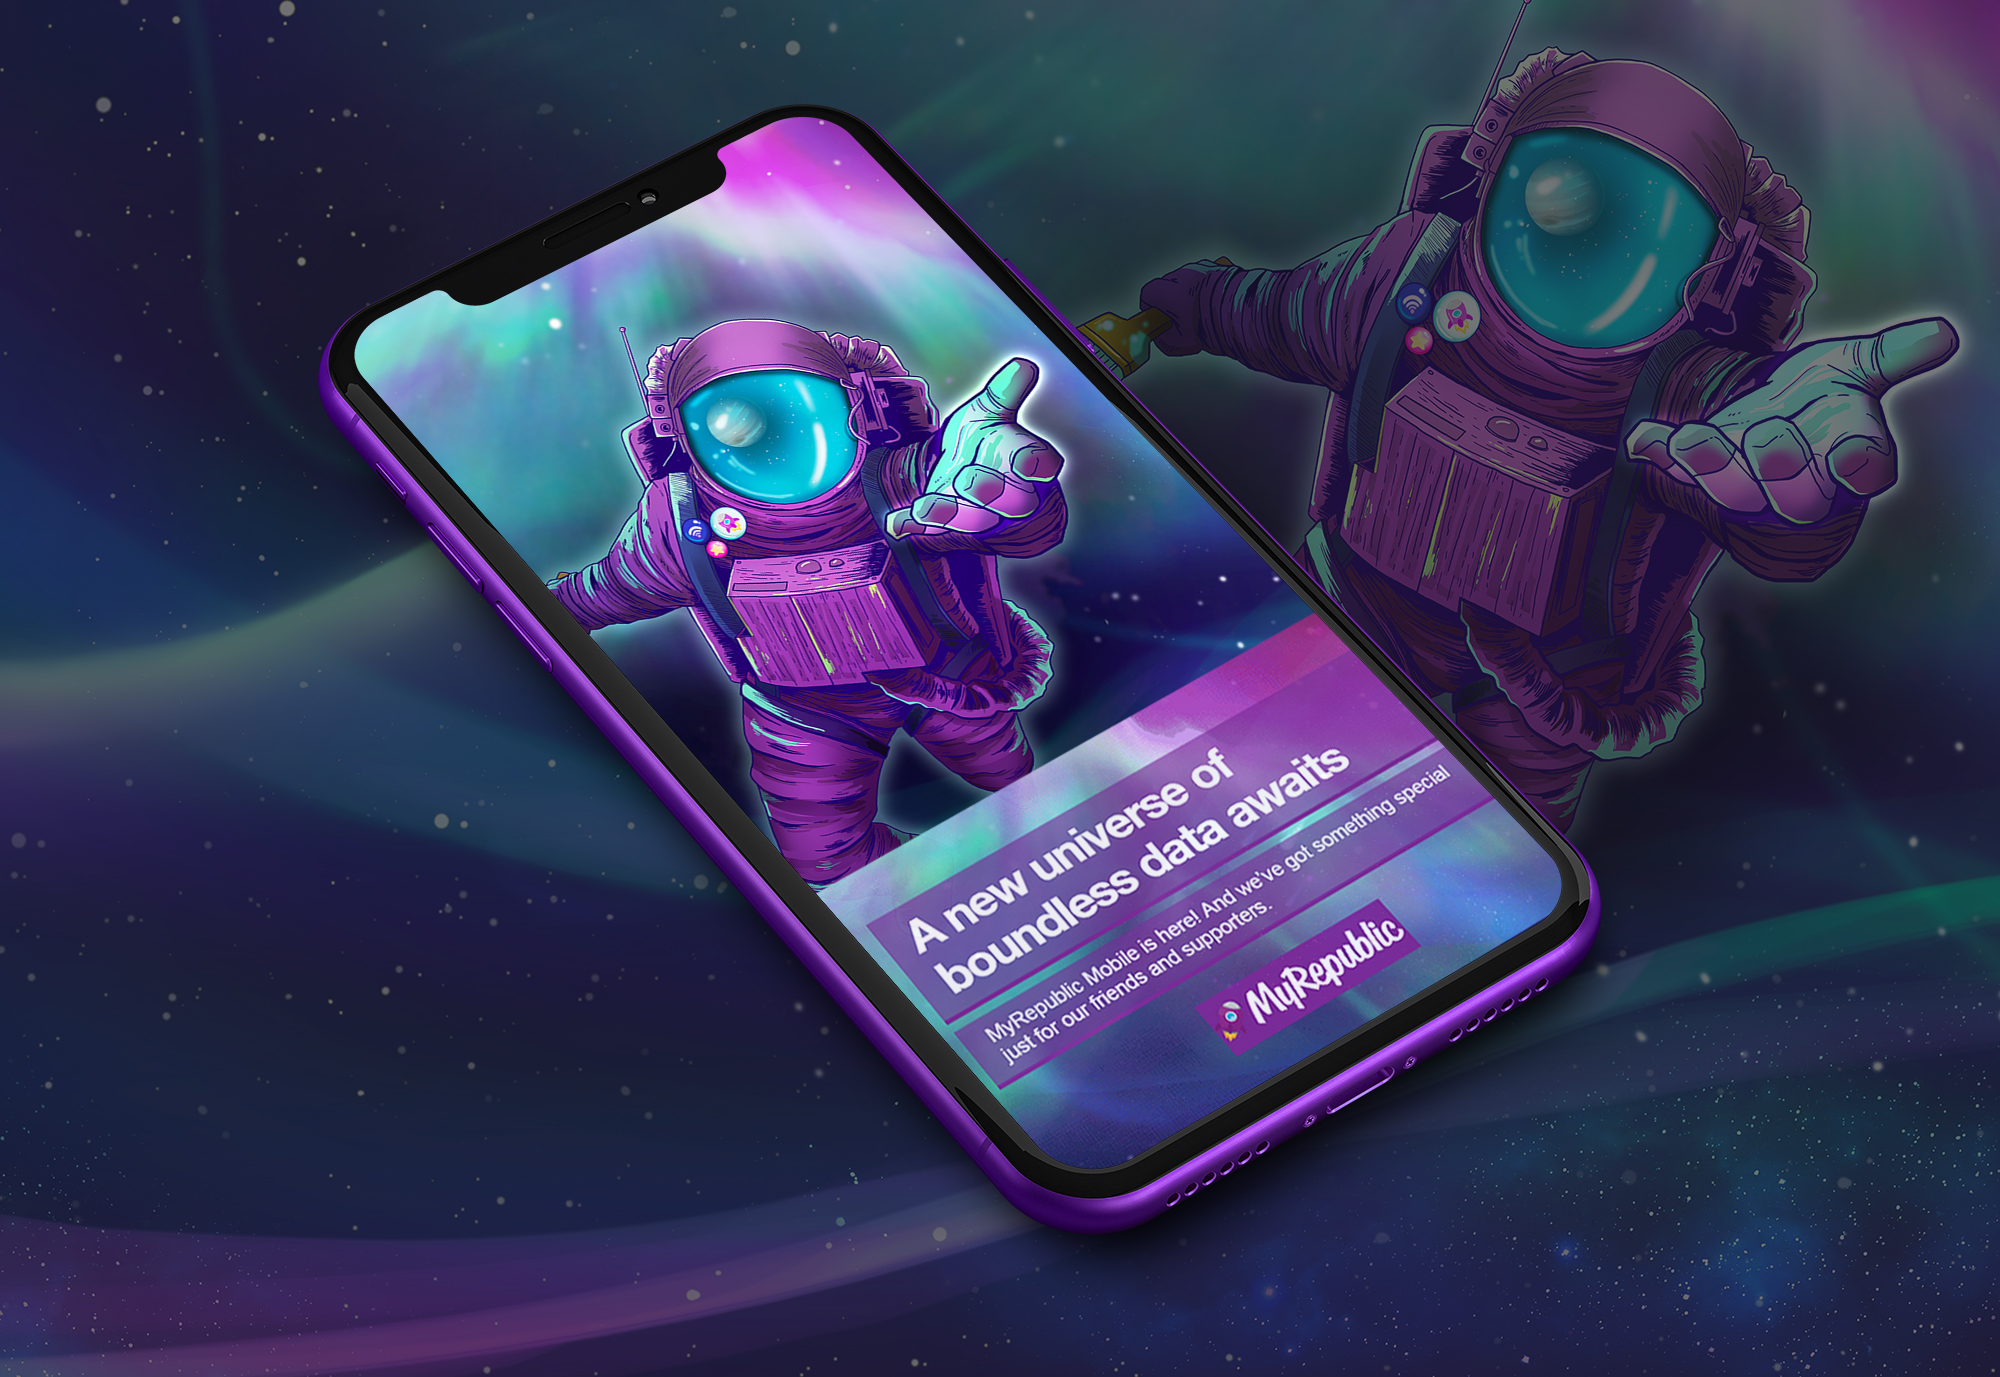 A new universe of
boundless data awaits
MyRepublic Mobile is here! And we've got something special
just for our friends and supporters.
MyRepublic